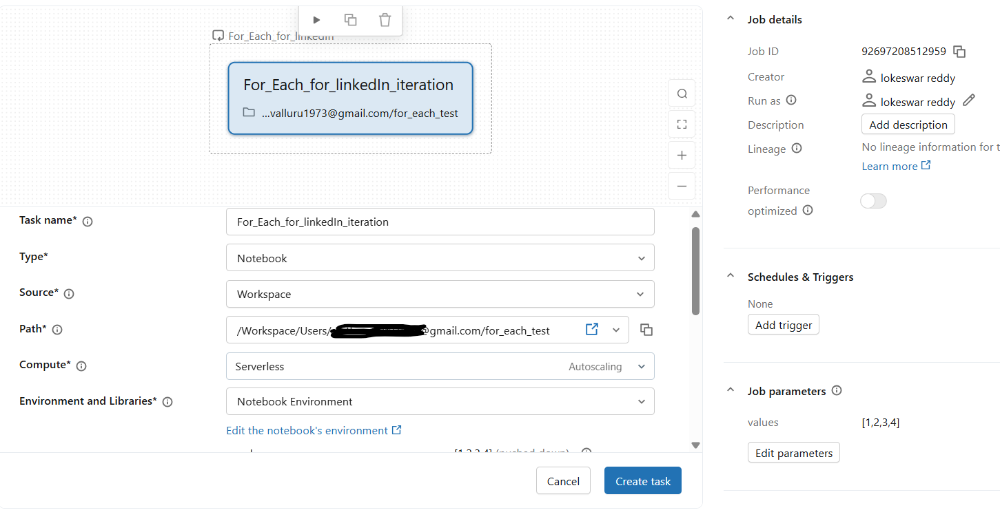 For_Each_for_linkedIn
For_Each_for_linkedIn_iteration
...valluru1973@gmail.com/for_each_test
Task name*
For_Each_for_linkedIn_iteration
Type*
Notebook
Source*
Workspace
Path*
/Workspace/Users/ @gmail.com/for_each_test
Compute*
Serverless
Autoscaling
Environment and Libraries*
Notebook Environment
Edit the notebook's environment
[1,2,3,4] (pushed down)
Cancel
Create task
Job details
Job ID
92697208512959
Creator
lokeswar reddy
Run as
lokeswar reddy
Description
Add description
Lineage
No lineage information for t
Learn more
Performance
optimized
Schedules & Triggers
None
Add trigger
Job parameters
values
[1,2,3,4]
Edit parameters